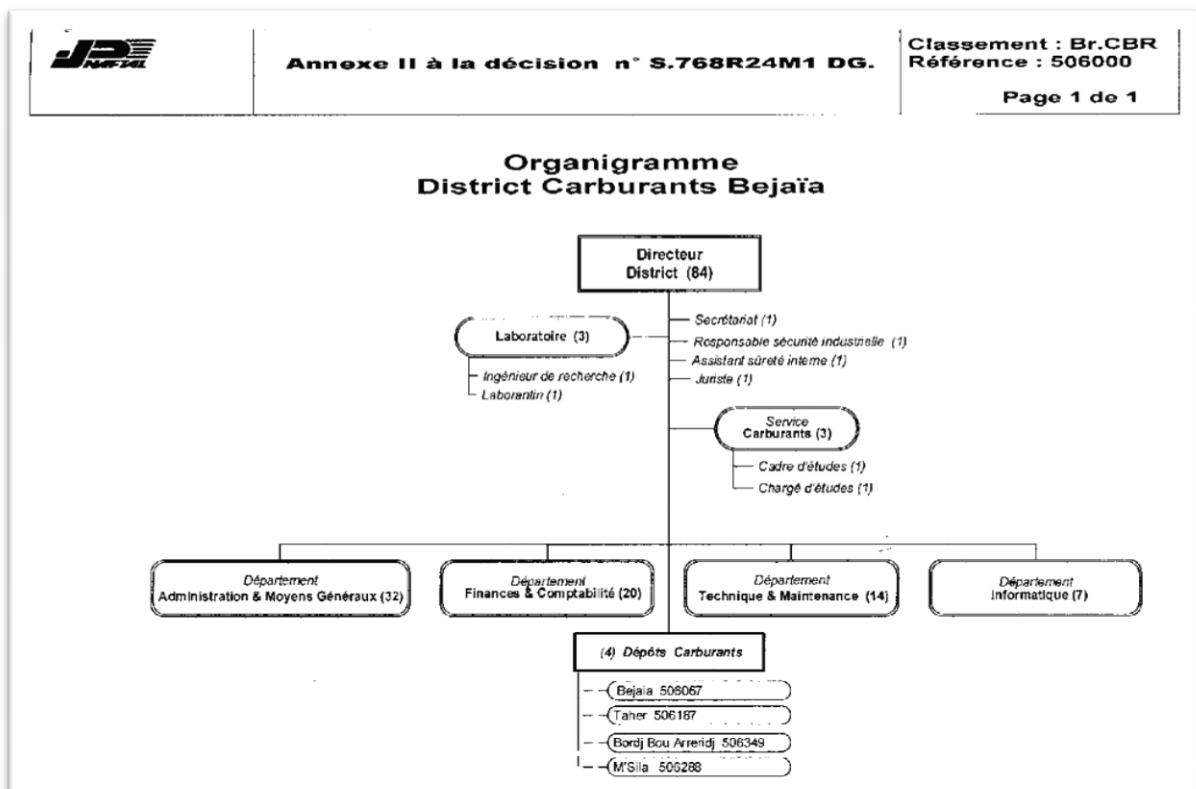 NAFTAL
Annexe II à la décision n° S.768R24M1 DG.
Classement : Br.CBR
Référence : 506000
Page 1 de 1
Organigramme
District Carburants Bejaïa
Directeur
District (84)
Laboratoire (3)
Ingénieur de recherche (1)
Laborantin (1)
Secrétariat (1)
Responsable sécurité industrielle (1)
Assistant sûreté interne (1)
Juriste (1)
Service
Carburants (3)
Cadre d'études (1)
Chargé d'études (1)
Département
Administration & Moyens Généraux (32)
Département
Finances & Comptabilité (20)
Département
Technique & Maintenance (14)
Département
Informatique (7)
(4) Dépôts Carburants
Bejaia 506067
Taher 506187
Bordj Bou Arreridj 506349
M'Sila 506288